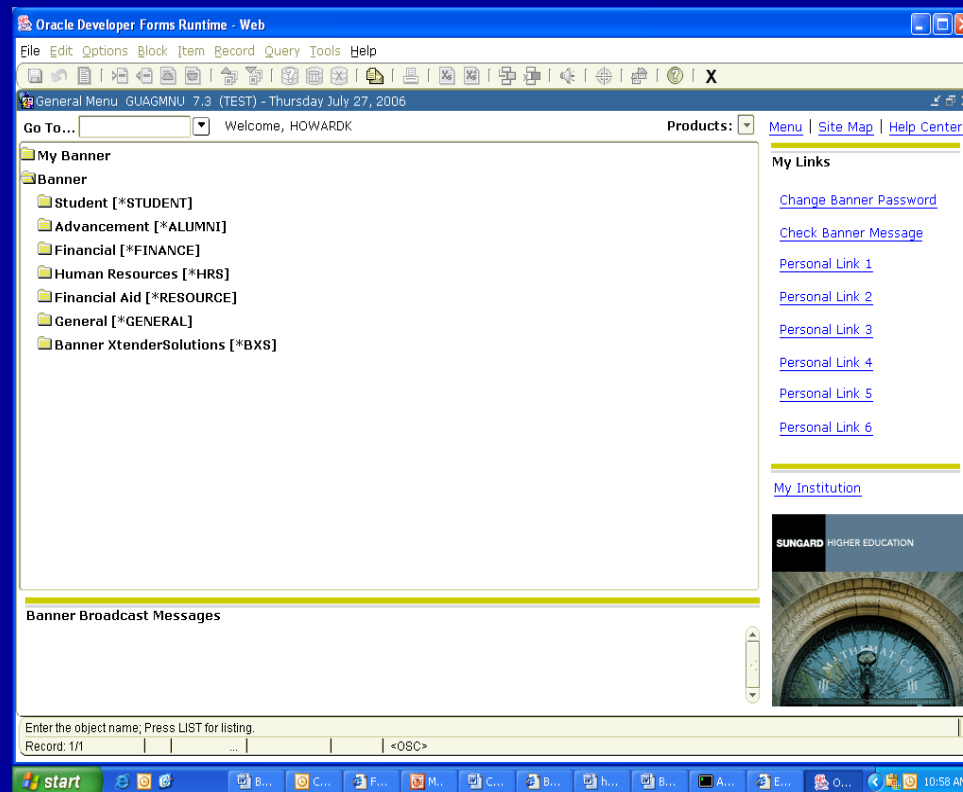 Oracle Developer Forms Runtime - Web
File Edit Options Block Item Record Query Tools Help
X
General Menu GUAGMNU 7.3 (TEST) - Thursday July 27, 2006
Go To... Welcome, HOWARDK Products: Menu | Site Map | Help Center
My Banner
Banner
Student [*STUDENT]
Advancement [*ALUMNI]
Financial [*FINANCE]
Human Resources [*HRS]
Financial Aid [*RESOURCE]
General [*GENERAL]
Banner XtenderSolutions [*BXS]
My Links
Change Banner Password
Check Banner Message
Personal Link 1
Personal Link 2
Personal Link 3
Personal Link 4
Personal Link 5
Personal Link 6
My Institution
SUNGARD HIGHER EDUCATION
MATHEMATICS
Banner Broadcast Messages
Enter the object name; Press LIST for listing.
Record: 1/1 ... <OSC>
start B... C... F... M... C... B... h... B... A... E... O... 10:58 AM